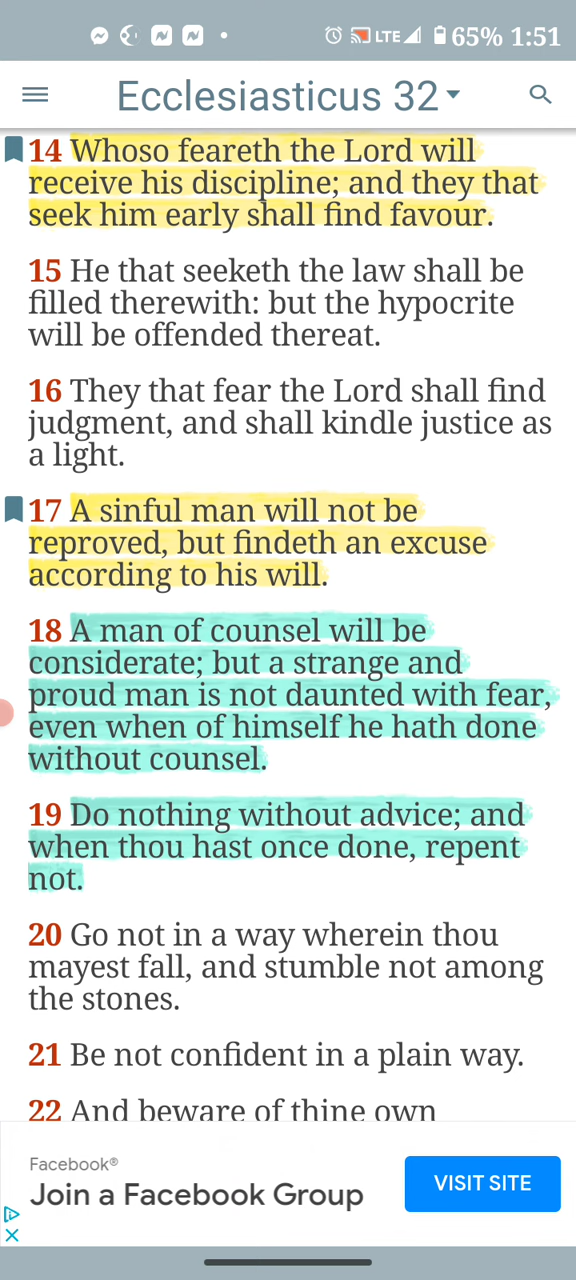 65% 1:51
LTE
Ecclesiasticus 32
14 Whoso feareth the Lord will
receive his discipline; and they that
seek him early shall find favour.
15 He that seeketh the law shall be
filled therewith: but the hypocrite
will be offended thereat.
16 They that fear the Lord shall find
judgment, and shall kindle justice as
a light.
17 A sinful man will not be
reproved, but findeth an excuse
according to his will.
18 A man of counsel will be
considerate; but a strange and
proud man is not daunted with fear,
even when of himself he hath done
without counsel.
19 Do nothing without advice; and
when thou hast once done, repent
not.
20 Go not in a way wherein thou
mayest fall, and stumble not among
the stones.
21 Be not confident in a plain way.
22 And beware of thine own
Facebook®
Join a Facebook Group
VISIT SITE